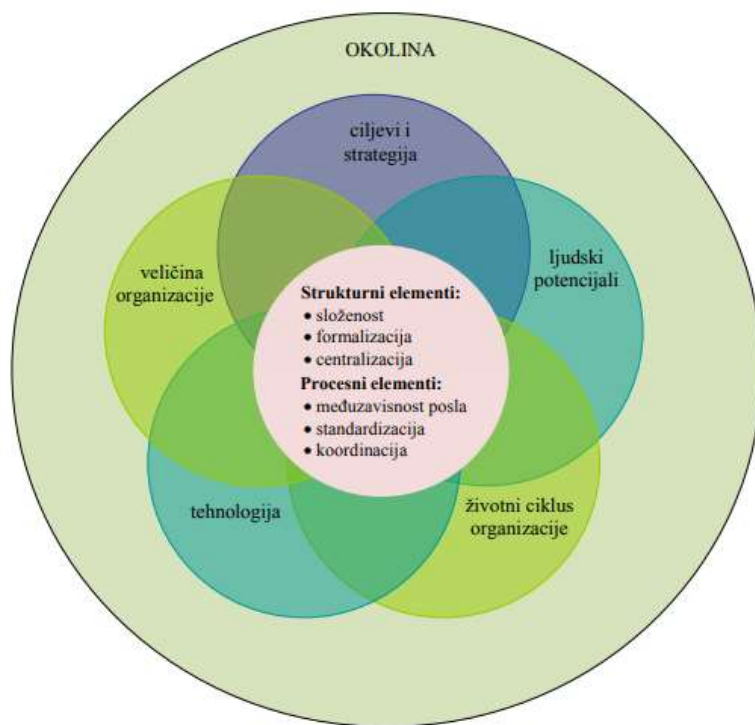 OKOLINA
ciljevi i
strategija
ljudski
potencijali
veličina
organizacije
Strukturni elementi:
• složenost
• formalizacija
• centralizacija
Procesni elementi:
• međuzavisnost posla
• standardizacija
• koordinacija
tehnologija
životni ciklus
organizacije